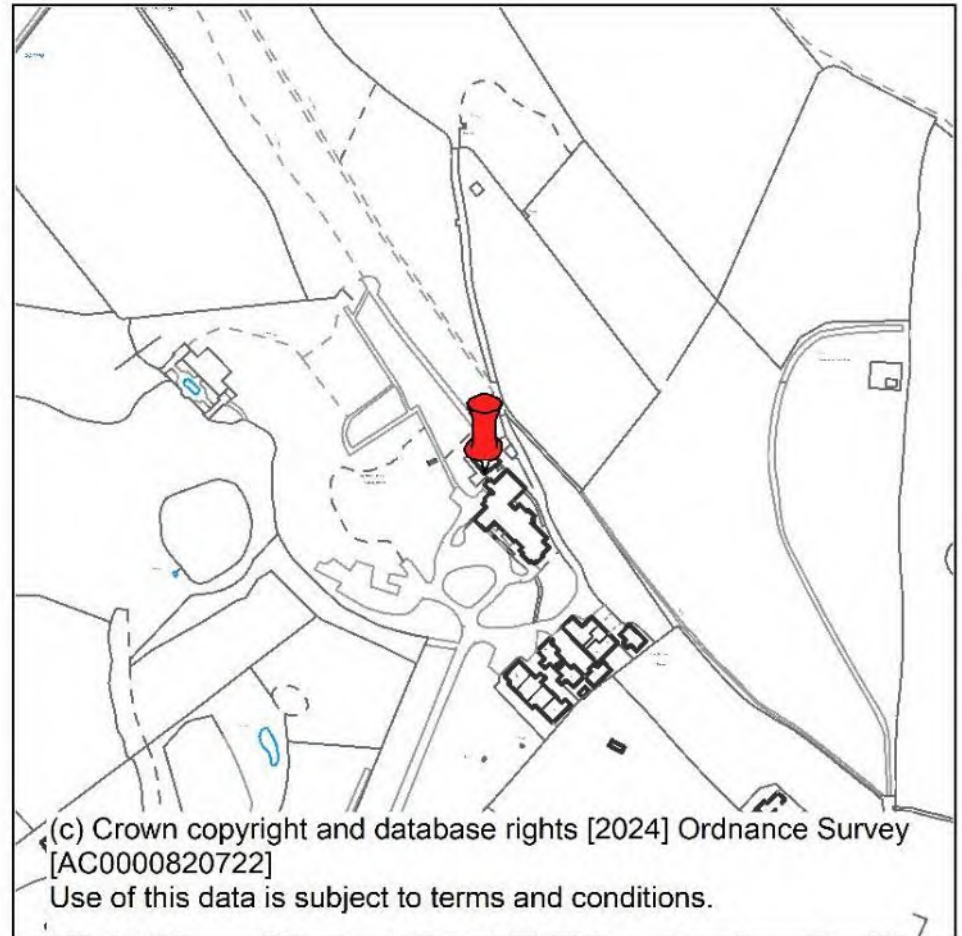 (c) Crown copyright and database rights [2024] Ordnance Survey
[AC0000820722]
Use of this data is subject to terms and conditions.